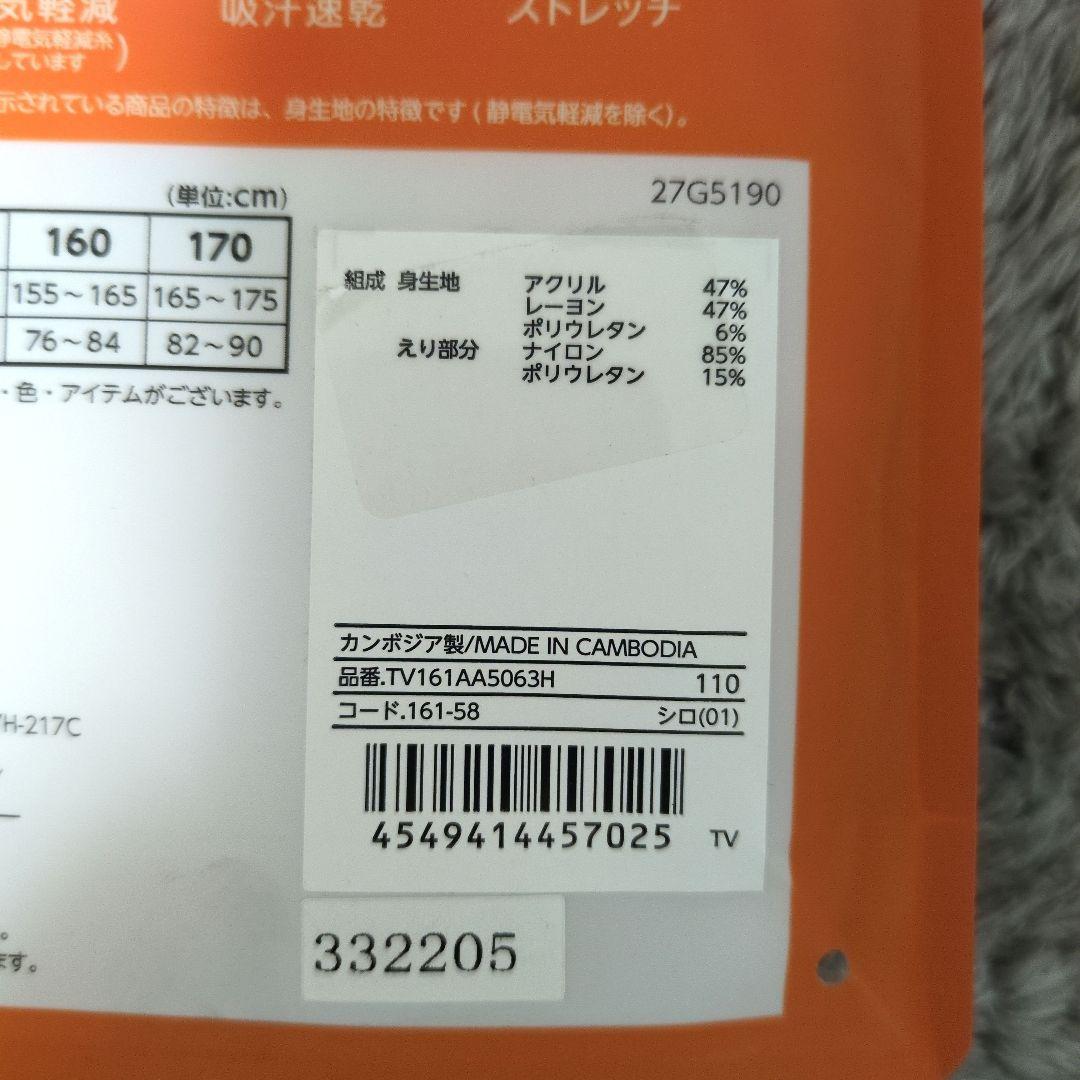 気軽減 吸汗速乾 ストレッチ
静電気軽減糸
しています
示されている商品の特徴は、身生地の特徴です(静電気軽減を除く)。
27G5190
(単位:cm)
160 170
155～165 165～175
76～84 82～90
・色・アイテムがございます。
組成 身生地 アクリル 47%
レーヨン 47%
ポリウレタン 6%
えり部分 ナイロン 85%
ポリウレタン 15%
カンボジア製/MADE IN CAMBODIA
品番.TV161AA5063H 110
コード.161-58 シロ(01)
H-217C
4549414457025 TV
332205
ます。